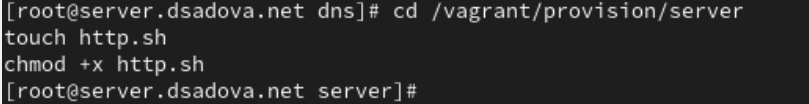 [root@server.dsadova.net dns]# cd /vagrant/provision/server
touch http.sh
chmod +x http.sh
[root@server.dsadova.net server]#